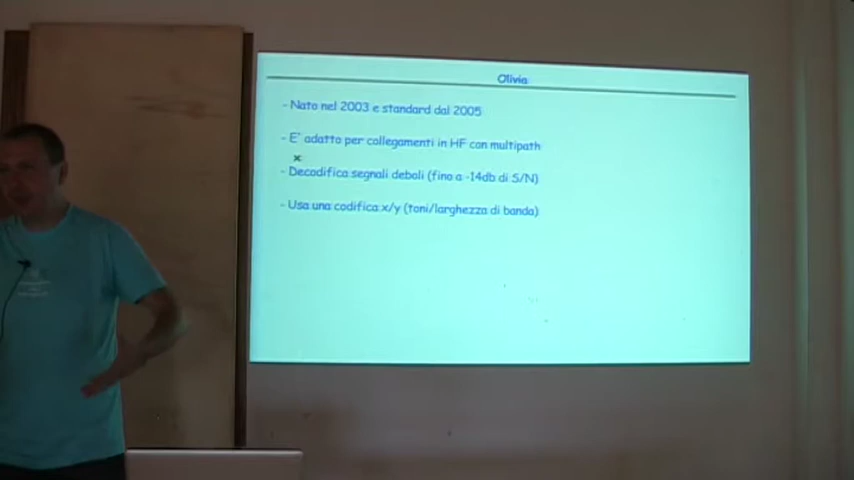 Olivia
- Nato nel 2003 e standard dal 2005
- E' adatto per collegamenti in HF con multipath
- Decodifica segnali deboli (fino a -14db di S/N)
- Usa una codifica x/y (toni/larghezza di banda)